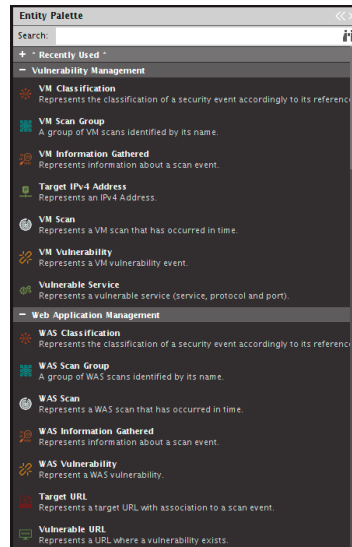 Entity Palette
Search:
+ * Recently Used *
− Vulnerability Management
VM Classification
Represents the classification of a security event accordingly to its referenc
VM Scan Group
A group of VM scans identified by its name.
VM Information Gathered
Represents information about a scan event.
Target IPv4 Address
Represents an IPv4 Address.
VM Scan
Represents a VM scan that has occurred in time.
VM Vulnerability
Represents a VM vulnerability event.
Vulnerable Service
Represents a vulnerable service (service, protocol and port).
− Web Application Management
WAS Classification
Represents the classification of a security event accordingly to its referenc
WAS Scan Group
A group of WAS scans identified by its name.
WAS Scan
Represents a WAS scan that has occurred in time.
WAS Information Gathered
Represents information about a scan event.
WAS Vulnerability
Represent a WAS vulnerability.
Target URL
Represents a target URL with association to a scan event.
Vulnerable URL
Represents a URL where a vulnerability exists.